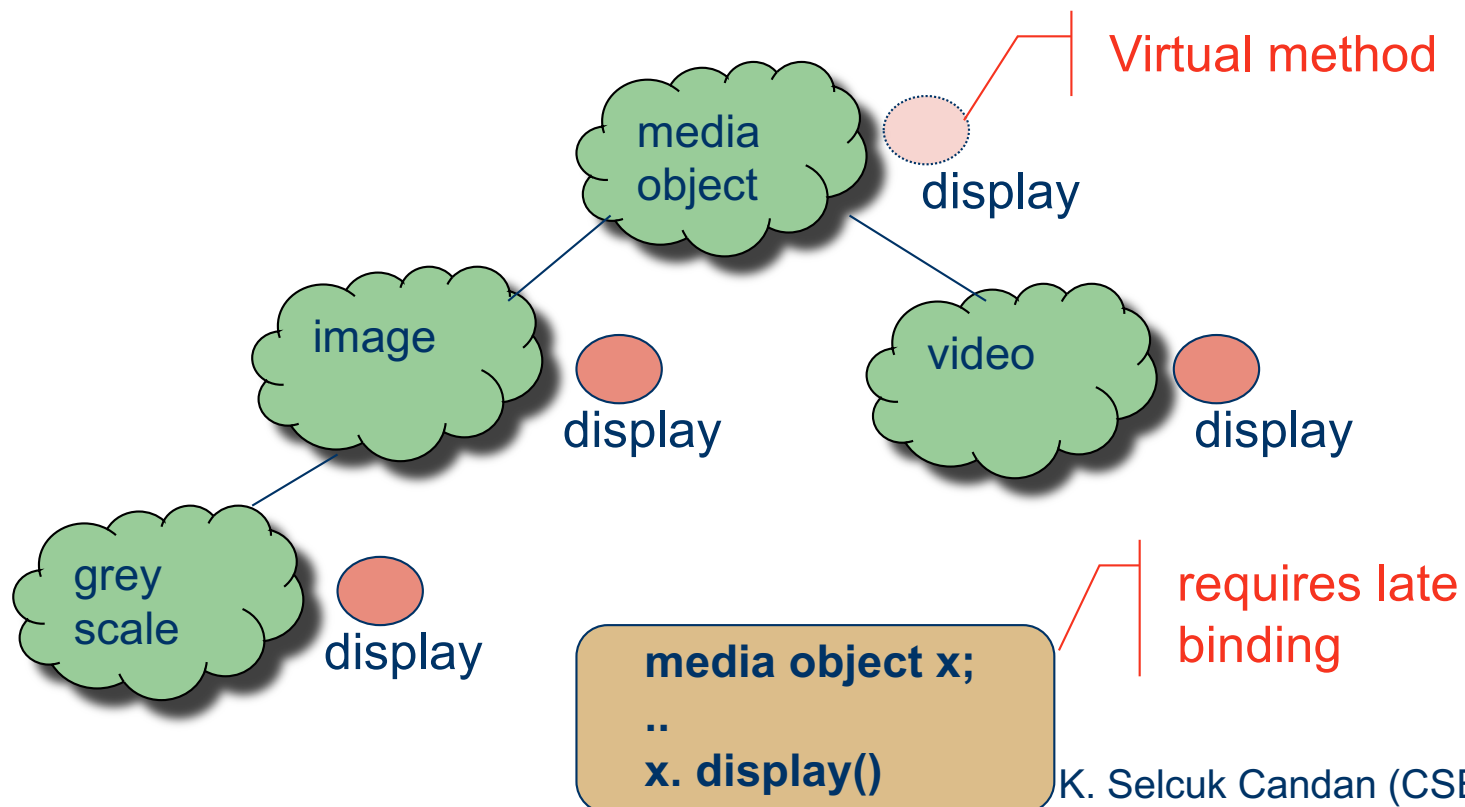 Virtual method
media
object
display
image
display
video
display
grey
scale
display
requires late
binding
media object x;
..
x. display()
K. Selcuk Candan (CSE